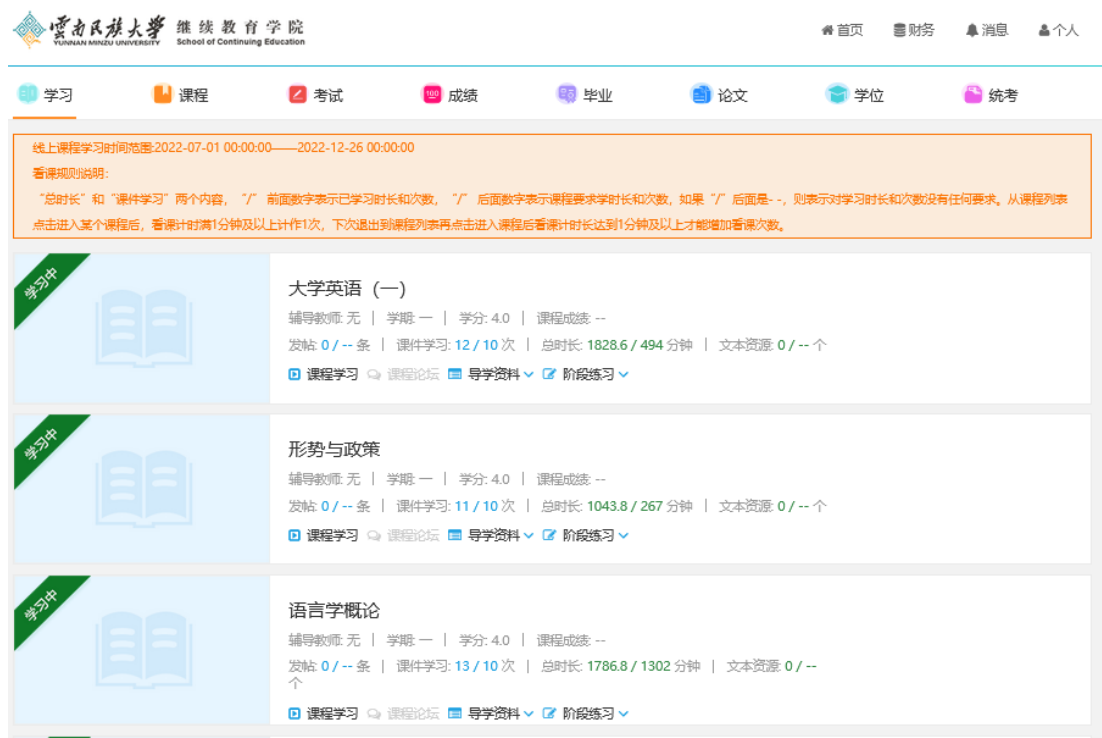 雲南民族大學 继续教育学院
YUNNAN MINZU UNIVERSITY School of Continuing Education
首页 财务 消息 个人
学习 课程 考试 100 成绩 毕业 论文 学位 统考
线上课程学习时间范围:2022-07-01 00:00:00——2022-12-26 00:00:00
看课规则说明:
“总时长”和“课件学习”两个内容，“/”前面数字表示已学习时长和次数，“/”后面数字表示课程要求学时长和次数，如果“/”后面是- -，则表示对学习时长和次数没有任何要求。从课程列表
点击进入某个课程后，看课计时满1分钟及以上计作1次，下次退出到课程列表再点击进入课程后看课计时长达到1分钟及以上才能增加看课次数。
学习中
大学英语（一）
辅导教师: 无 | 学期: 一 | 学分: 4.0 | 课程成绩: --
发帖: 0 / -- 条 | 课件学习: 12 / 10 次 | 总时长: 1828.6 / 494 分钟 | 文本资源: 0 / -- 个
课程学习 课程论坛 导学资料 阶段练习
学习中
形势与政策
辅导教师: 无 | 学期: 一 | 学分: 4.0 | 课程成绩: --
发帖: 0 / -- 条 | 课件学习: 11 / 10 次 | 总时长: 1043.8 / 267 分钟 | 文本资源: 0 / -- 个
课程学习 课程论坛 导学资料 阶段练习
学习中
语言学概论
辅导教师: 无 | 学期: 一 | 学分: 4.0 | 课程成绩: --
发帖: 0 / -- 条 | 课件学习: 13 / 10 次 | 总时长: 1786.8 / 1302 分钟 | 文本资源: 0 / --
个
课程学习 课程论坛 导学资料 阶段练习